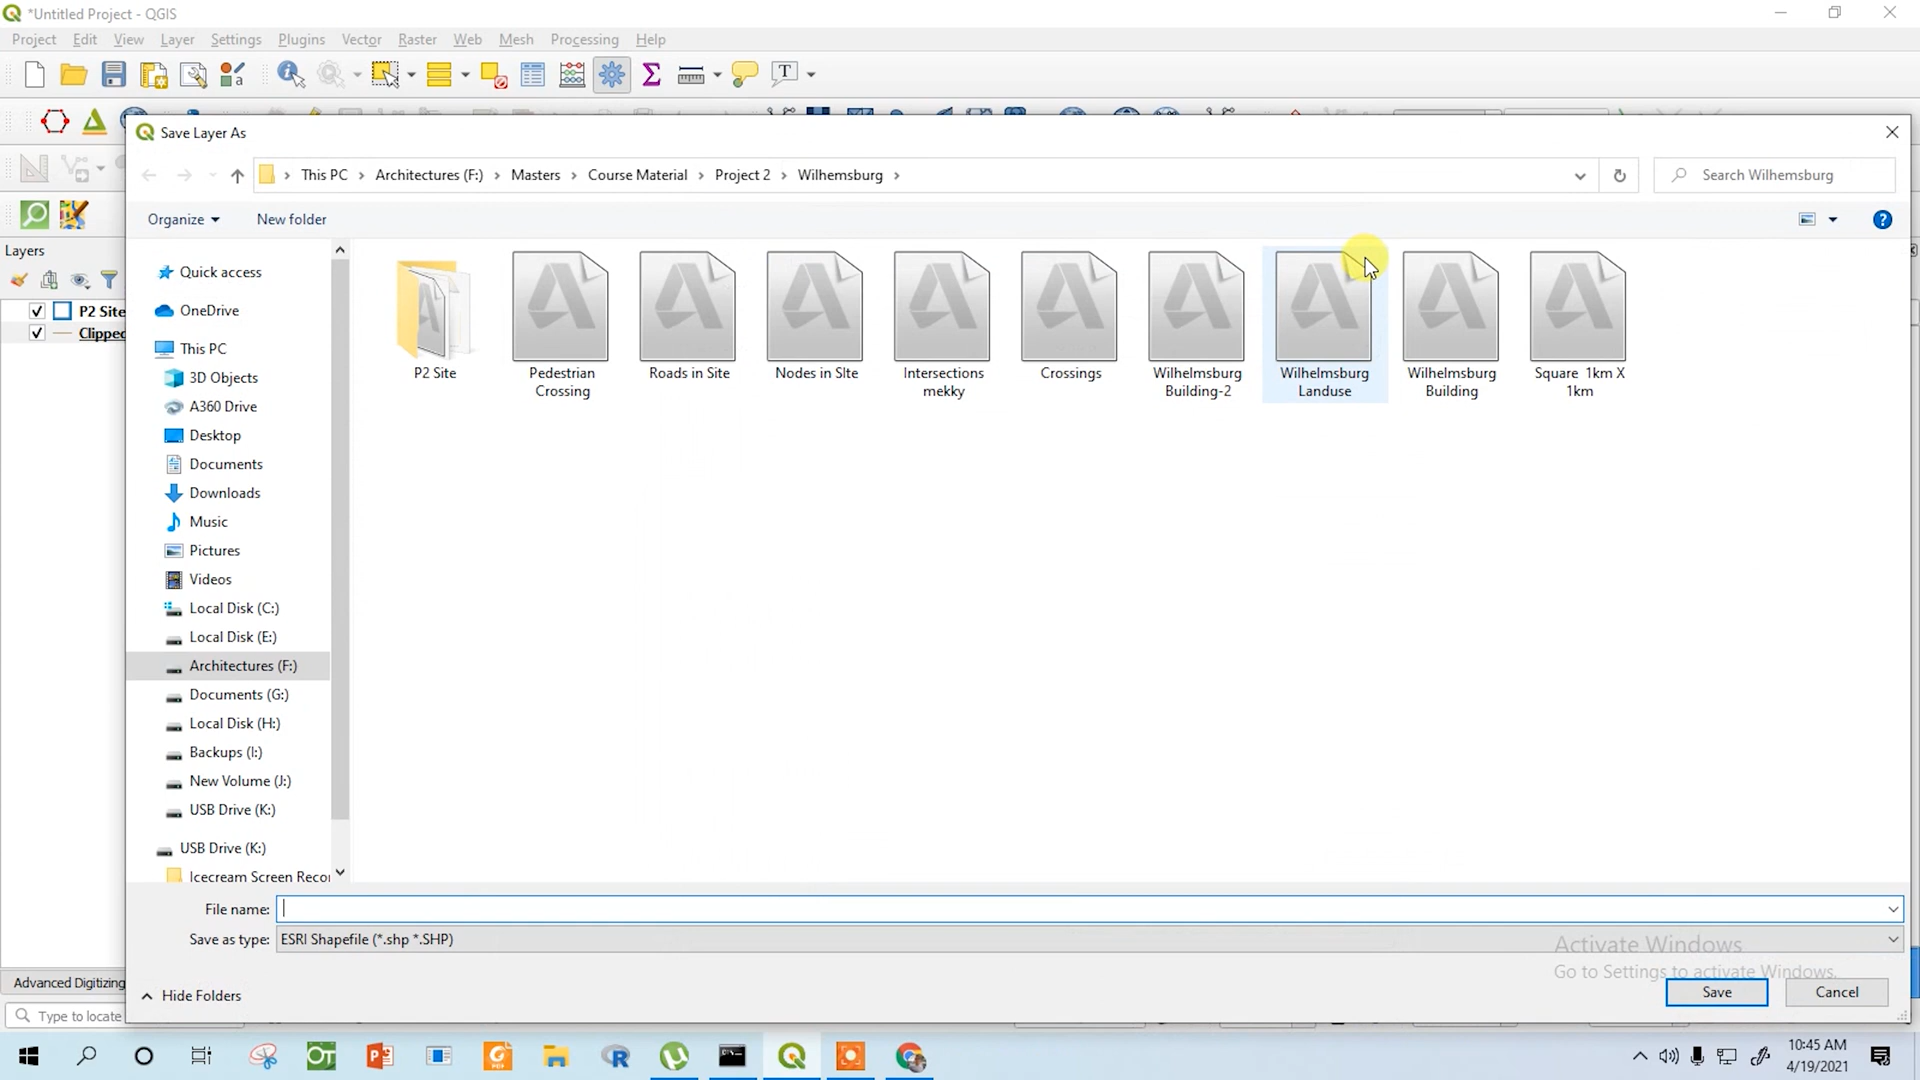 *Untitled Project - QGIS
Project Edit View Layer Settings Plugins Vector Raster Web Mesh Processing Help
Save Layer As
This PC > Architectures (F:) > Masters > Course Material > Project 2 > Wilhemsburg >
Search Wilhemsburg
Organize
New folder
Layers
P2 Site
Clipped
Quick access
OneDrive
This PC
3D Objects
A360 Drive
Desktop
Documents
Downloads
Music
Pictures
Videos
Local Disk (C:)
Local Disk (E:)
Architectures (F:)
Documents (G:)
Local Disk (H:)
Backups (I:)
New Volume (J:)
USB Drive (K:)
USB Drive (K:)
Icecream Screen Recor
P2 Site
Pedestrian
Crossing
Roads in Site
Nodes in SIte
Intersections
mekky
Crossings
Wilhelmsburg
Building-2
Wilhelmsburg
Landuse
Wilhelmsburg
Building
Square 1km X
1km
File name:
Save as type: ESRI Shapefile (*.shp *.SHP)
Activate Windows
Go to Settings to activate Windows.
Advanced Digitizing
Hide Folders
Save
Cancel
Type to locate
10:45 AM
4/19/2021